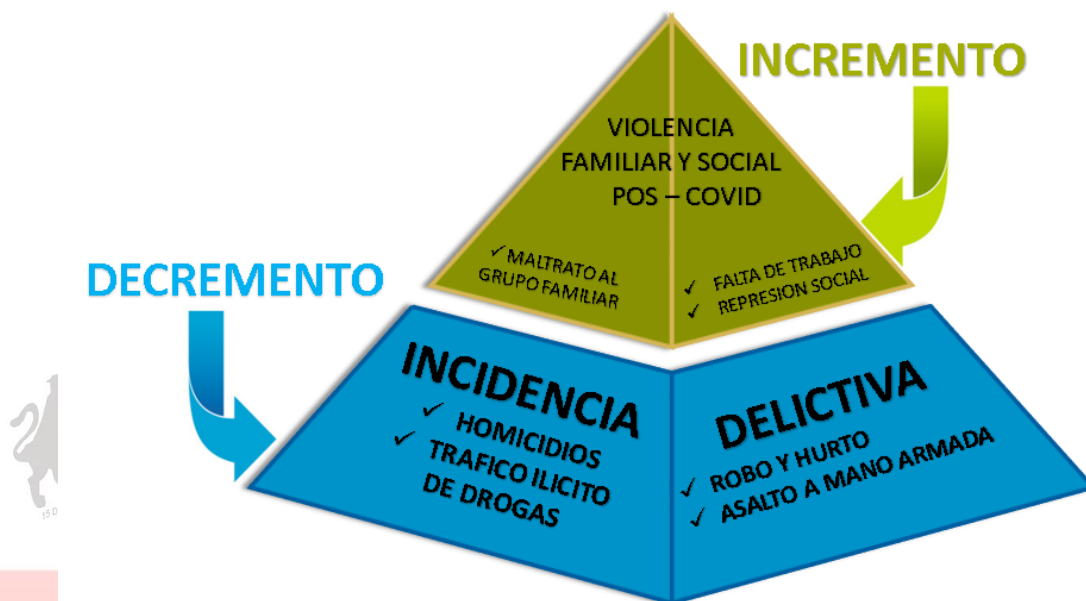 INCREMENTO
VIOLENCIA
FAMILIAR Y SOCIAL
POS – COVID
✓ MALTRATO AL
GRUPO FAMILIAR
✓ FALTA DE TRABAJO
✓ REPRESION SOCIAL
DECREMENTO
INCIDENCIA
✓ HOMICIDIOS
✓ TRAFICO ILICITO
DE DROGAS
DELICTIVA
✓ ROBO Y HURTO
✓ ASALTO A MANO ARMADA